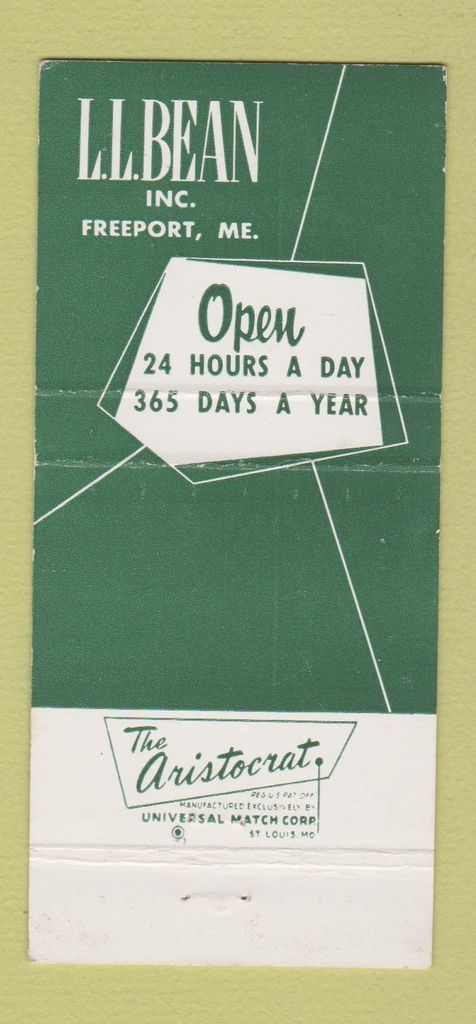 L.L.BEAN
INC.
FREEPORT, ME.
Open
24 HOURS A DAY
365 DAYS A YEAR
The
Aristocrat
REG. U.S. PAT. OFF.
MANUFACTURED EXCLUSIVELY BY
UNIVERSAL MATCH CORP.
ST. LOUIS, MO